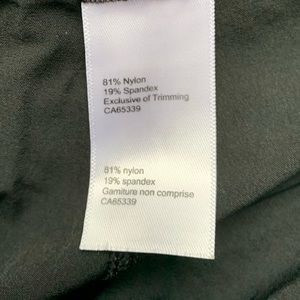 81% Nylon
19% Spandex
Exclusive of Trimming
CA65339
81% nylon
19% spandex
Garniture non comprise
CA65339